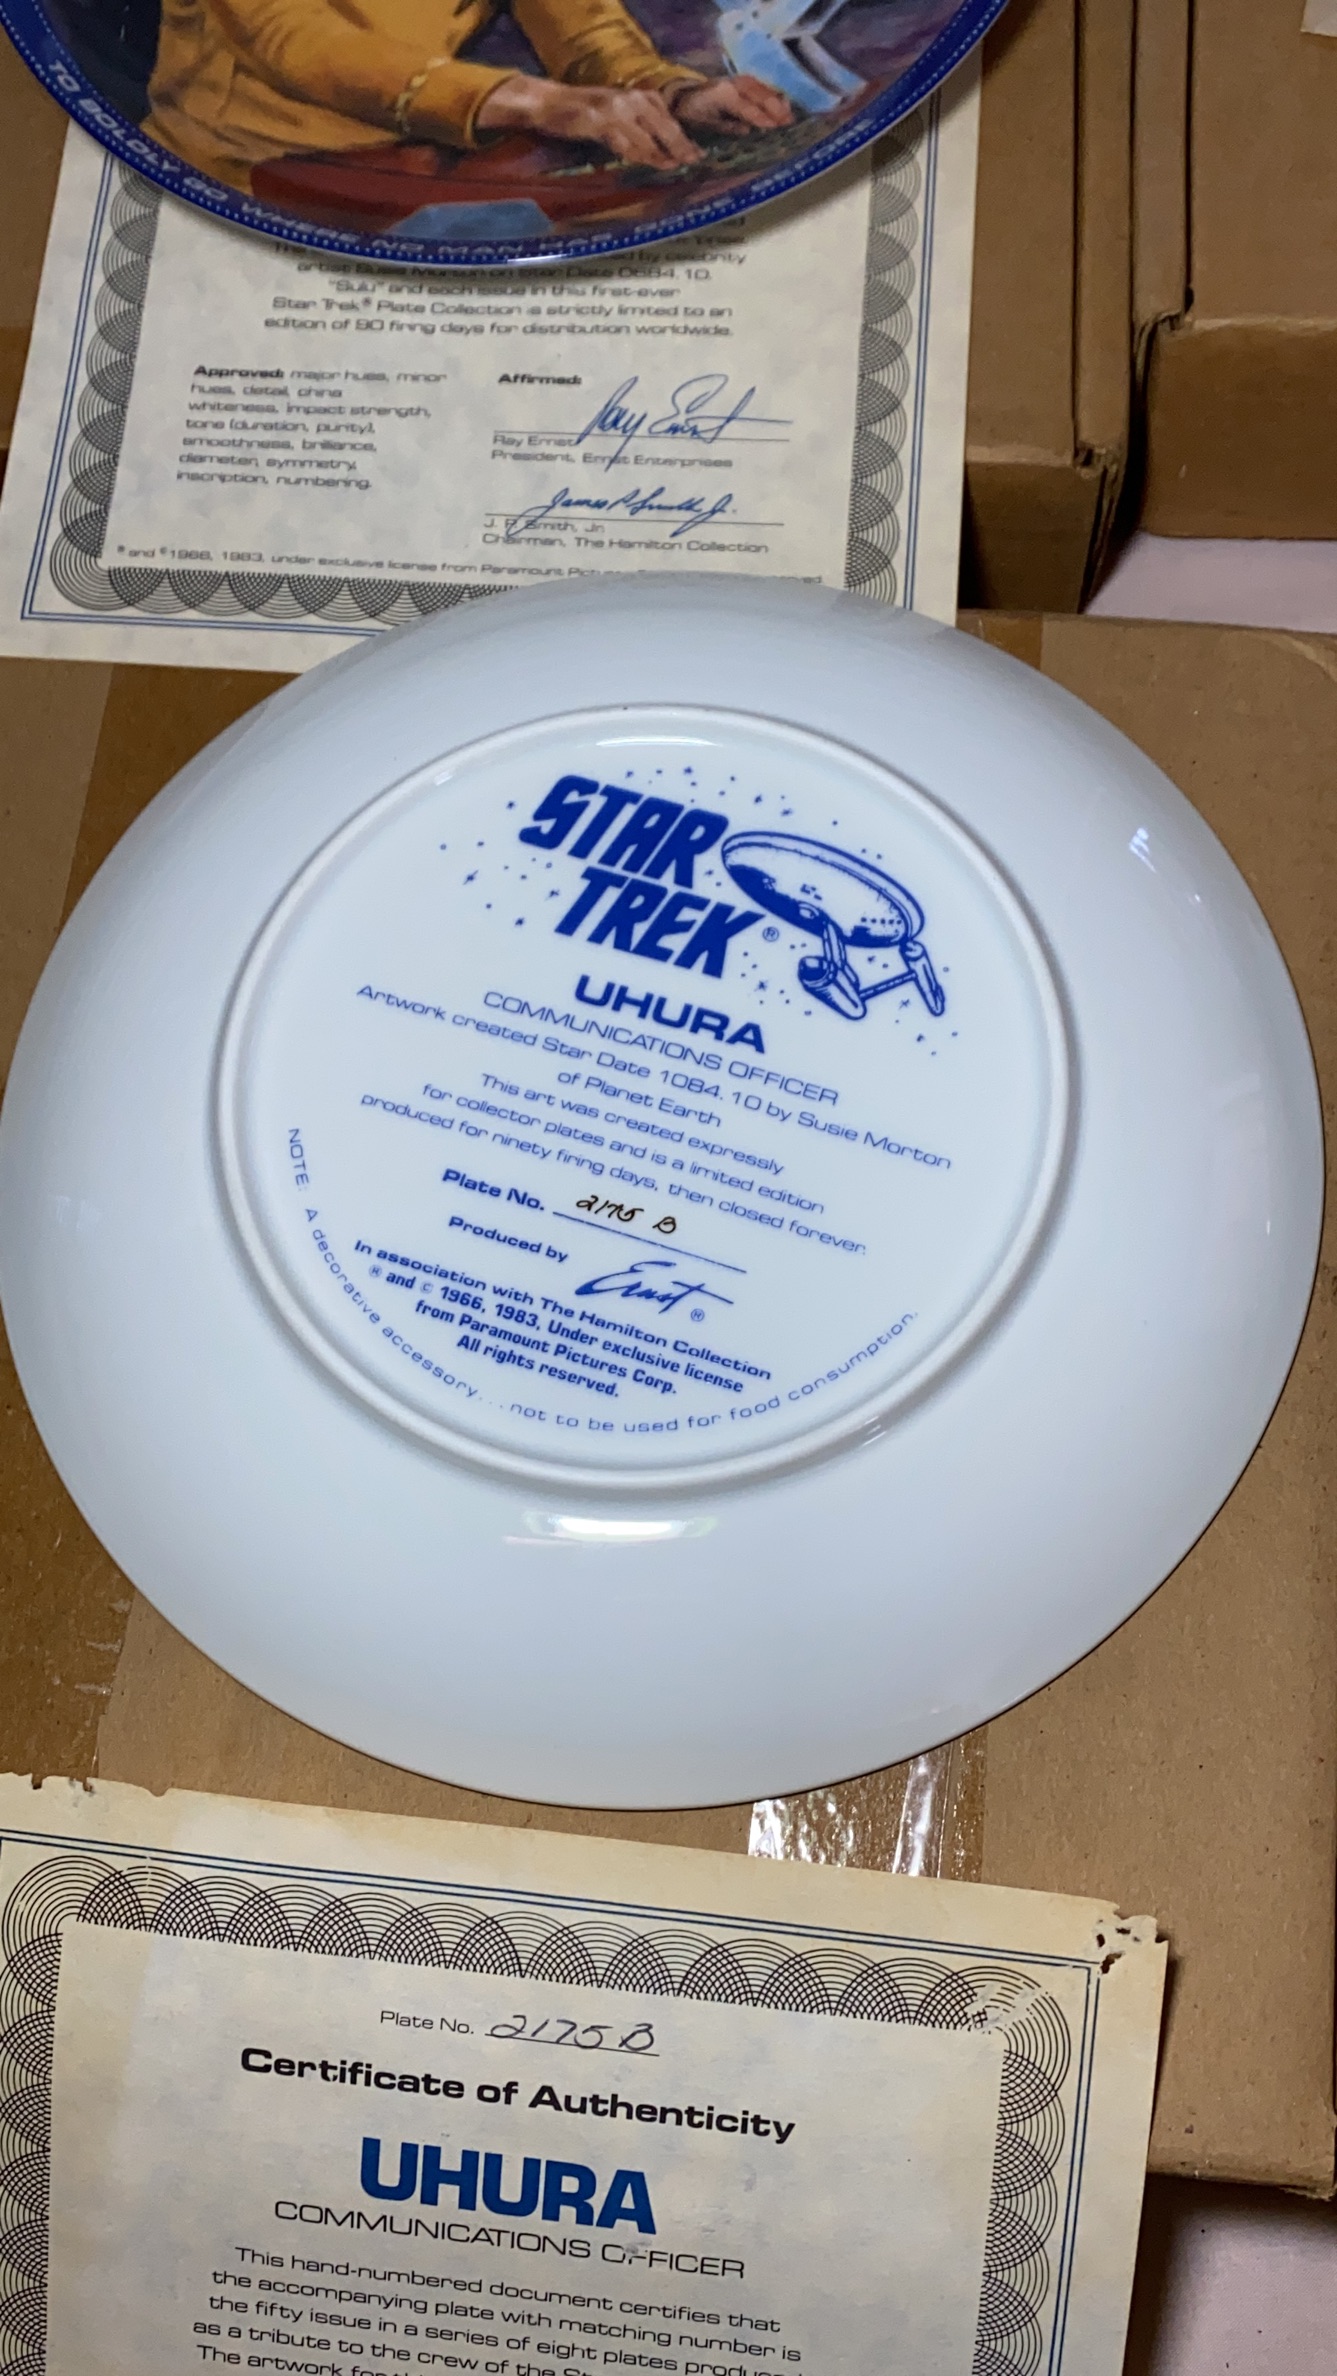 TO BOLDLY GO WHERE NO MAN HAS GONE BEFORE
by celebrity
artist Susie Morton on Star Date 0684.10.
"Sulu" and each issue in this first-ever
Star Trek® Plate Collection is strictly limited to an
edition of 90 firing days for distribution worldwide.
Approved: major hues, minor
hues, detail, china
whiteness, impact strength,
tone (duration, purity),
smoothness, brilliance,
diameter, symmetry,
inscription, numbering.
Affirmed:
Ray Ernst
Ray Ernst
President, Ernst Enterprises
James P Smith Jr.
J. P. Smith, Jr.
Chairman, The Hamilton Collection
® and © 1966, 1983, under exclusive license from Paramount
STAR
TREK®
UHURA
COMMUNICATIONS OFFICER
Artwork created Star Date 1084.10 by Susie Morton
of Planet Earth
This art was created expressly
for collector plates and is a limited edition
produced for ninety firing days, then closed forever.
Plate No. 2175 B
Produced by Ernst ®
In association with The Hamilton Collection
® and © 1966, 1983, Under exclusive license
from Paramount Pictures Corp.
All rights reserved.
NOTE: A decorative accessory...not to be used for food consumption.
Plate No. 2175 B
Certificate of Authenticity
UHURA
COMMUNICATIONS OFFICER
This hand-numbered document certifies that
the accompanying plate with matching number is
the fifty issue in a series of eight plates
as a tribute to the crew of the
The artwork